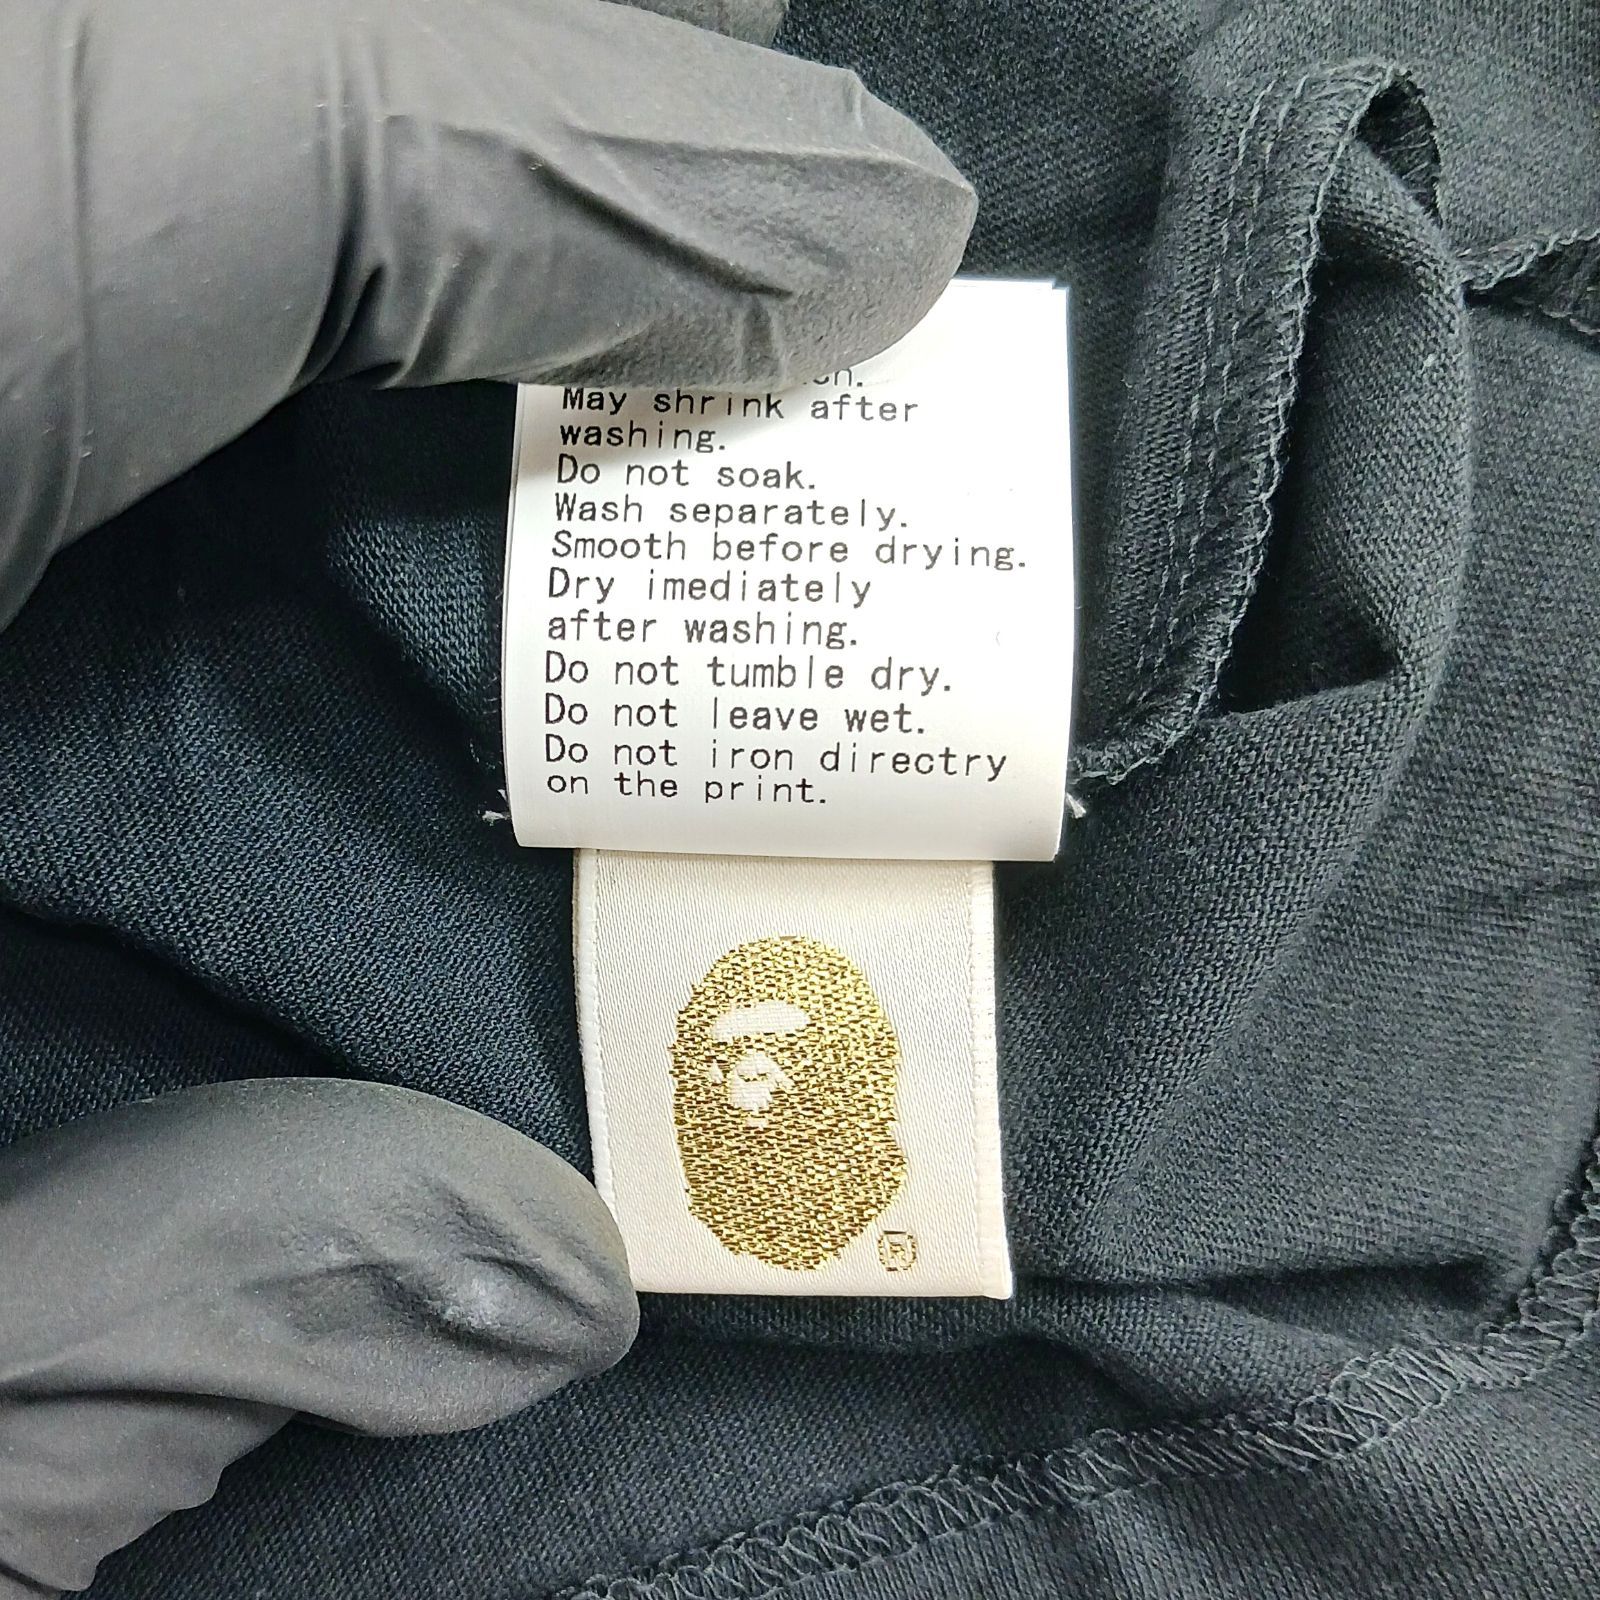 May shrink after
washing.
Do not soak.
Wash separately.
Smooth before drying.
Dry imediately
after washing.
Do not tumble dry.
Do not leave wet.
Do not iron directry
on the print.
®